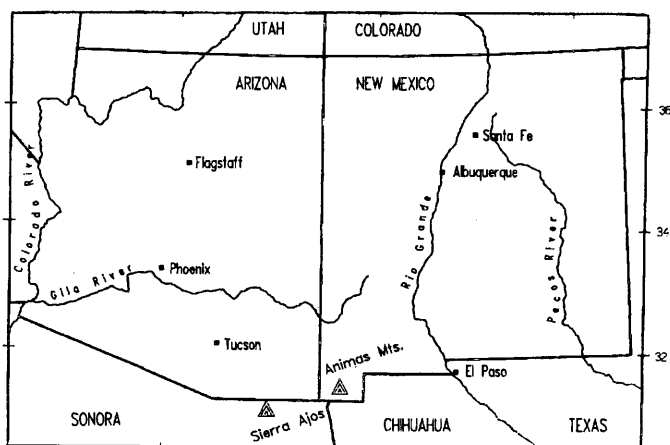 UTAH
COLORADO
ARIZONA
NEW MEXICO
36
Santa Fe
Flagstaff
Albuquerque
Colorado River
Rio Grande
Pecos River
34
Gila River
Phoenix
Tucson
Animas Mts.
32
El Paso
Sierra Ajos
SONORA
CHIHUAHUA
TEXAS